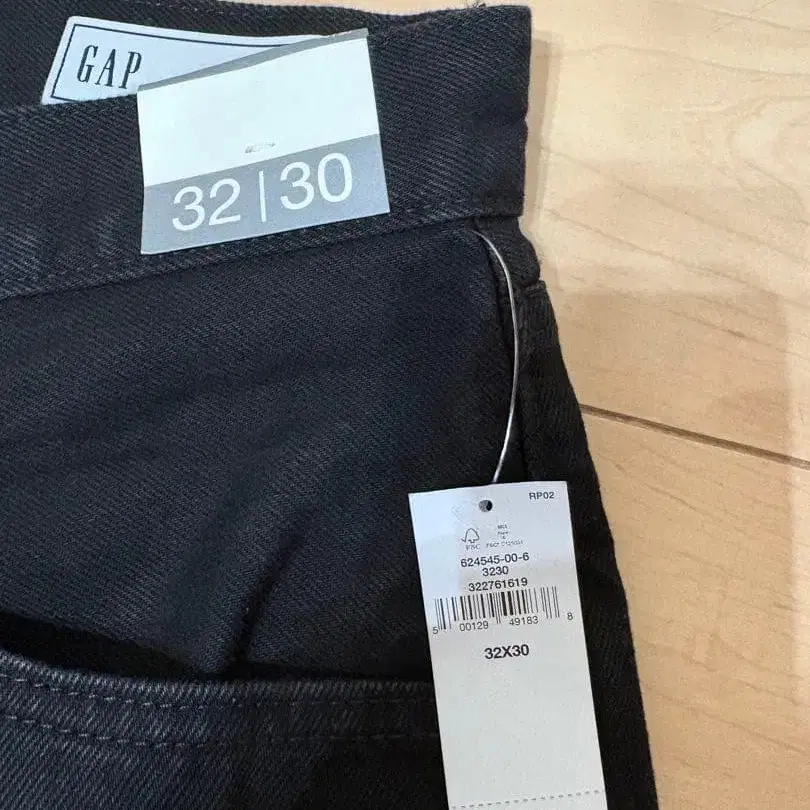 GAP
32 | 30
RP02
MIX
FSC
624545-00-6
3230
322761619
5 00129 49183 8
32X30